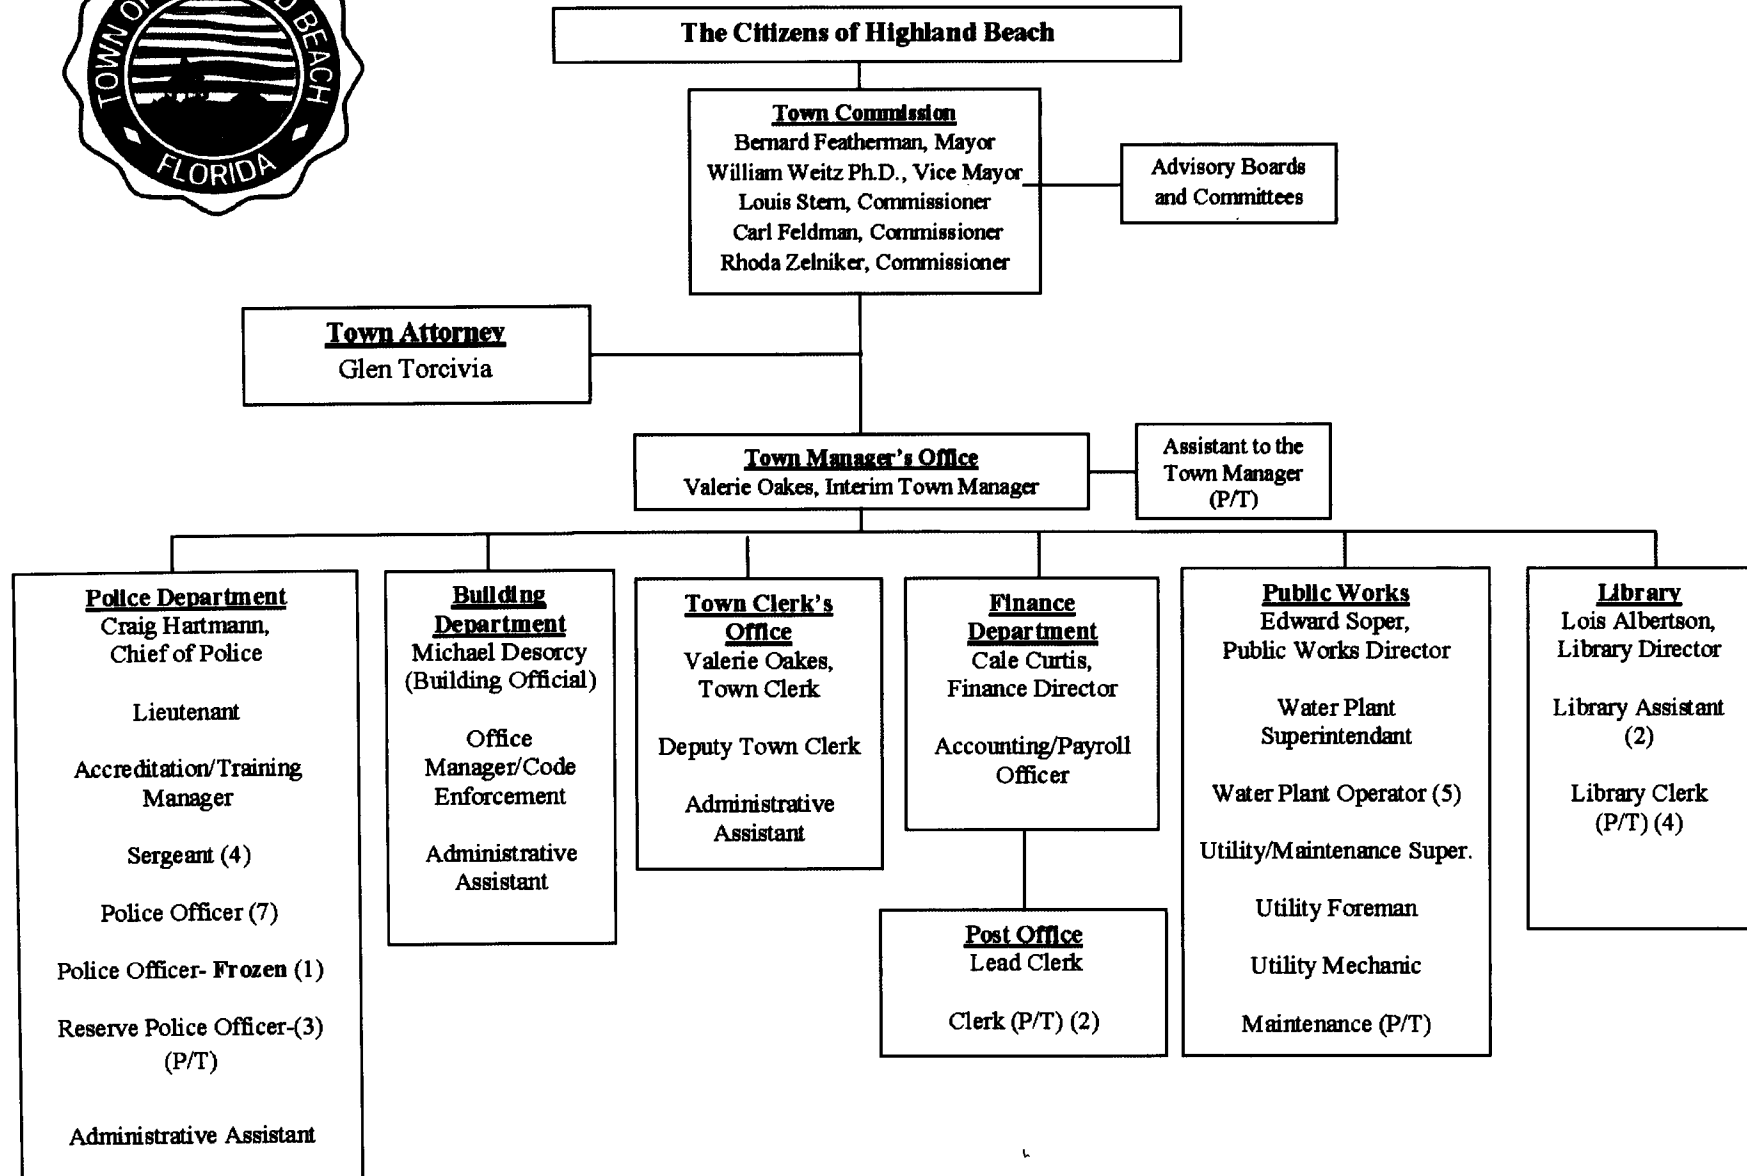 TOWN OF
D BEACH
FLORIDA
The Citizens of Highland Beach
Town Commission
Bernard Featherman, Mayor
William Weitz Ph.D., Vice Mayor
Louis Stern, Commissioner
Carl Feldman, Commissioner
Rhoda Zelniker, Commissioner
Advisory Boards
and Committees
Town Attorney
Glen Torcivia
Town Manager's Office
Valerie Oakes, Interim Town Manager
Assistant to the
Town Manager
(P/T)
Police Department
Craig Hartmann,
Chief of Police
Lieutenant
Accreditation/Training
Manager
Sergeant (4)
Police Officer (7)
Police Officer- Frozen (1)
Reserve Police Officer-(3)
(P/T)
Administrative Assistant
Building
Department
Michael Desorcy
(Building Official)
Office
Manager/Code
Enforcement
Administrative
Assistant
Town Clerk's
Office
Valerie Oakes,
Town Clerk
Deputy Town Clerk
Administrative
Assistant
Finance
Department
Cale Curtis,
Finance Director
Accounting/Payroll
Officer
Post Office
Lead Clerk
Clerk (P/T) (2)
Public Works
Edward Soper,
Public Works Director
Water Plant
Superintendant
Water Plant Operator (5)
Utility/Maintenance Super.
Utility Foreman
Utility Mechanic
Maintenance (P/T)
Library
Lois Albertson,
Library Director
Library Assistant
(2)
Library Clerk
(P/T) (4)